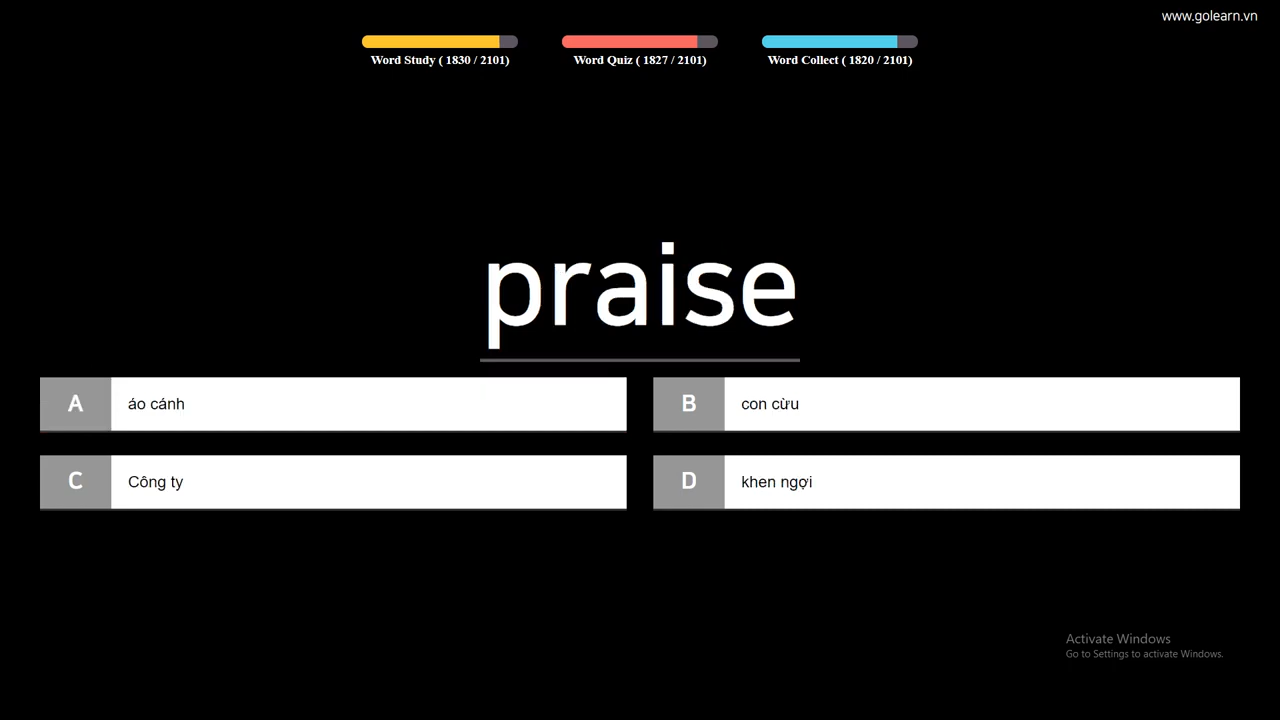 www.golearn.vn
Word Study ( 1830 / 2101)
Word Quiz ( 1827 / 2101)
Word Collect ( 1820 / 2101)
praise
A áo cánh
B con cừu
C Công ty
D khen ngợi
Activate Windows
Go to Settings to activate Windows.